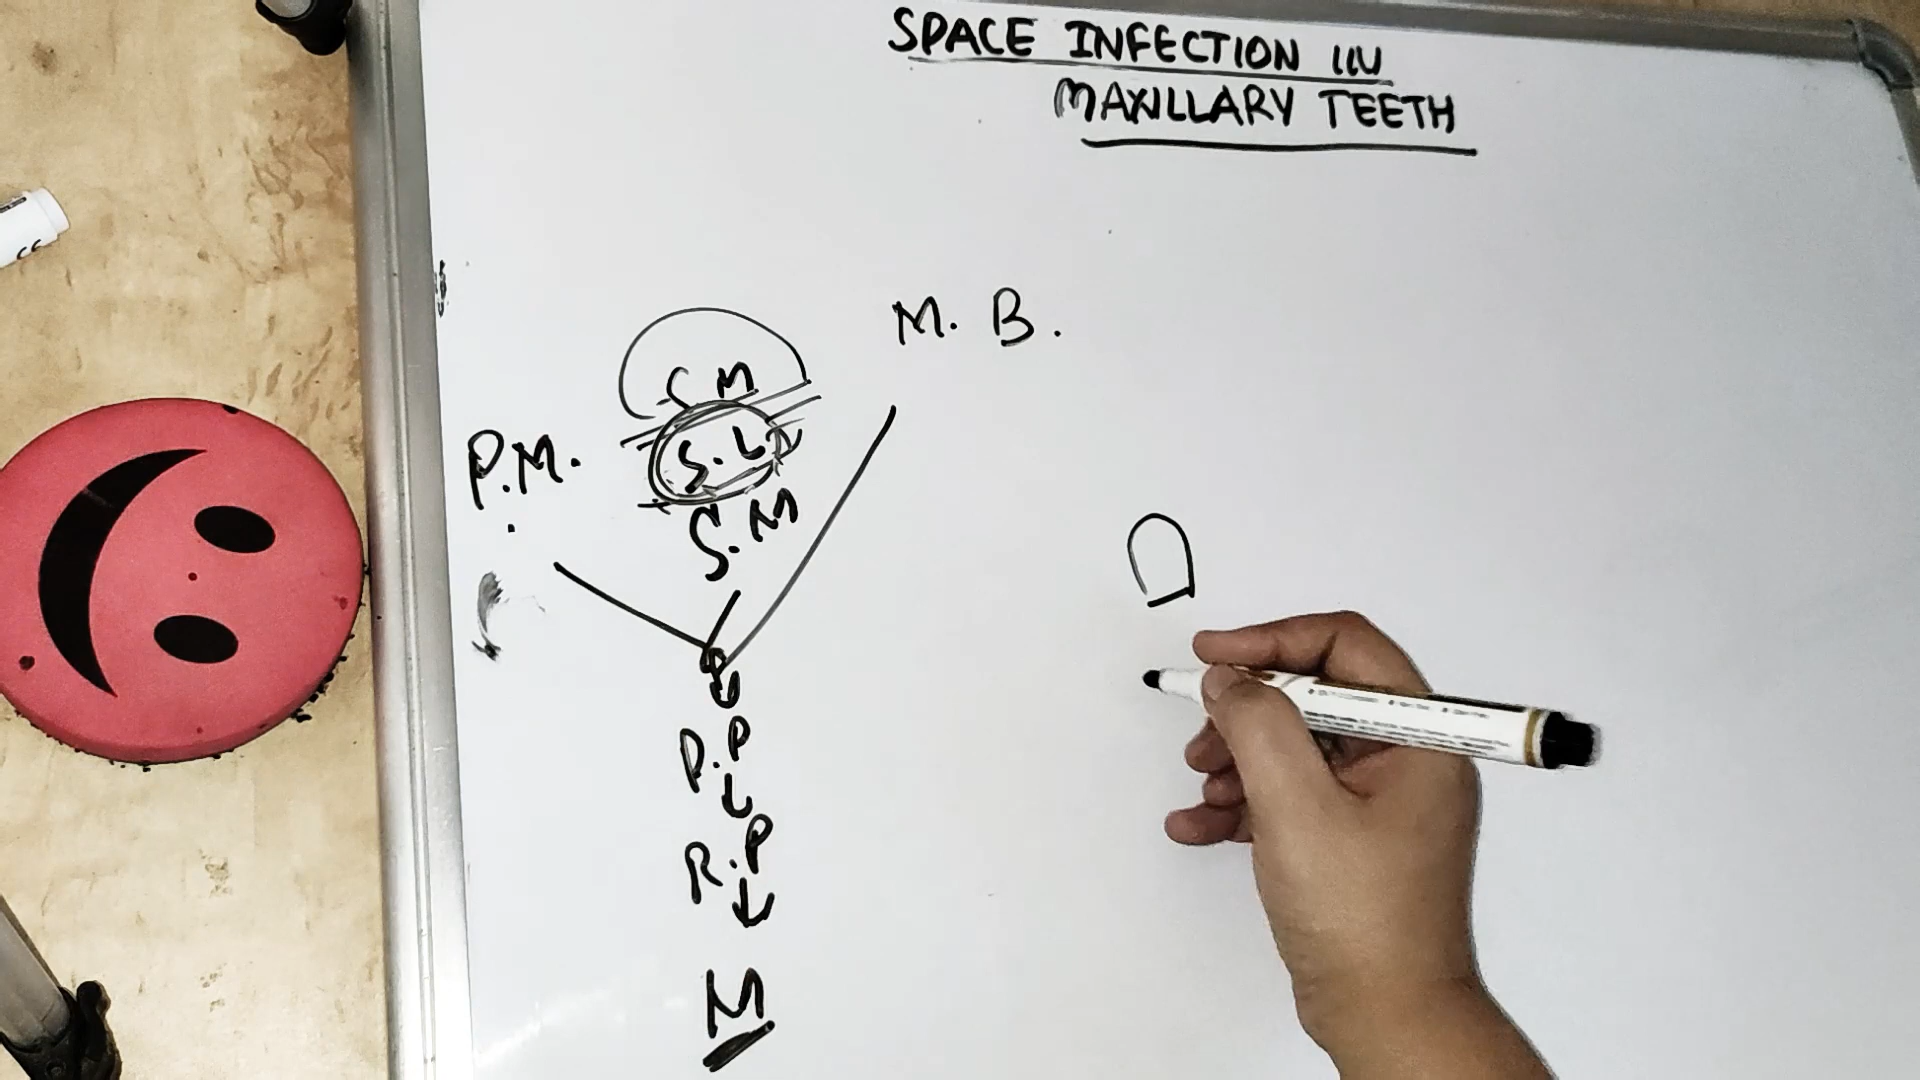 SPACE INFECTION IN
MAXILLARY TEETH
M. B.
S M
P.M.
S.L
S.M
P.P
R.P
M